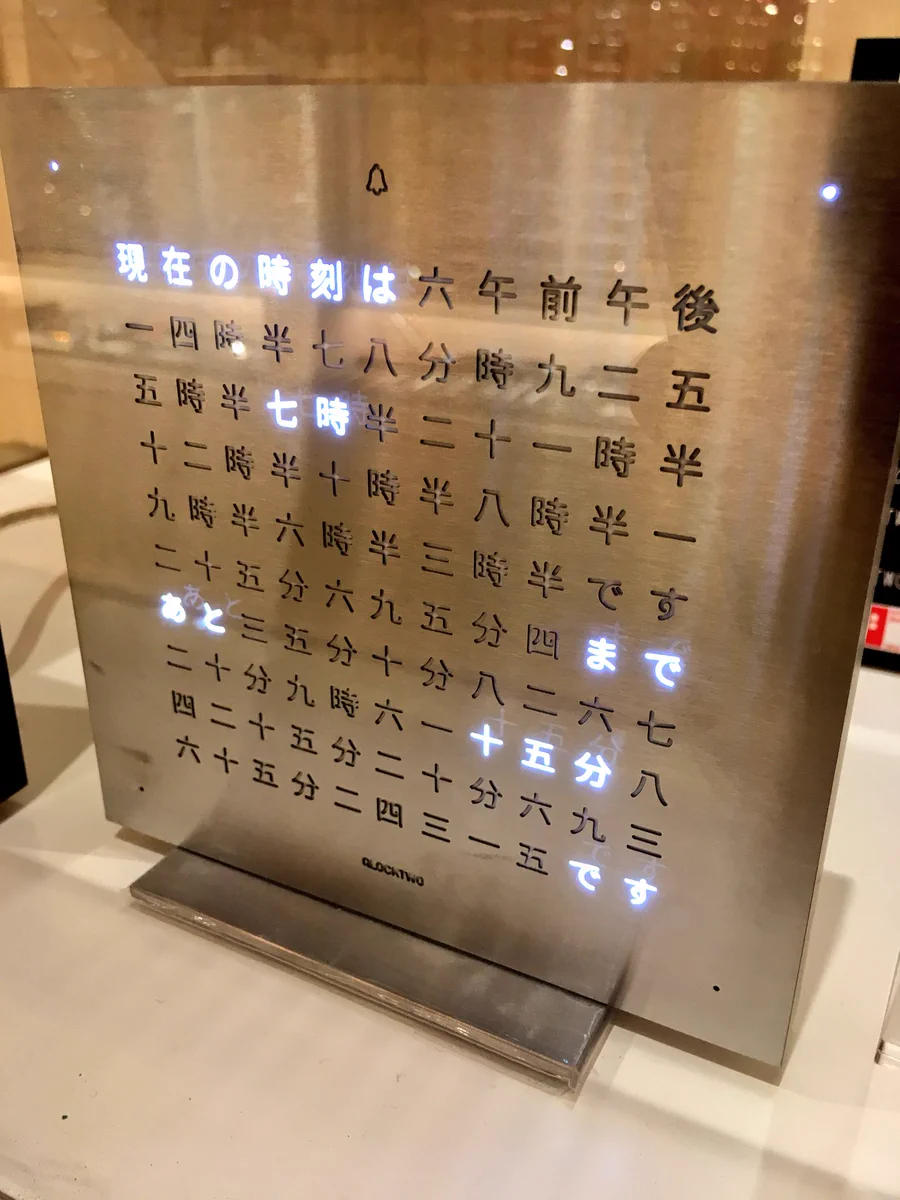 現在の時刻は六午前午後
一四時半七八分時九二五
五時半七時半二十一時半
十二時半十時半八時半一
九時半六時半三時半です
二十五分六九五分四まで
あと三五分十分八二六七
二十分九時六一十五分八
四二十五分二十分六九三
六十五分二四三一五です
QLOCKTWO